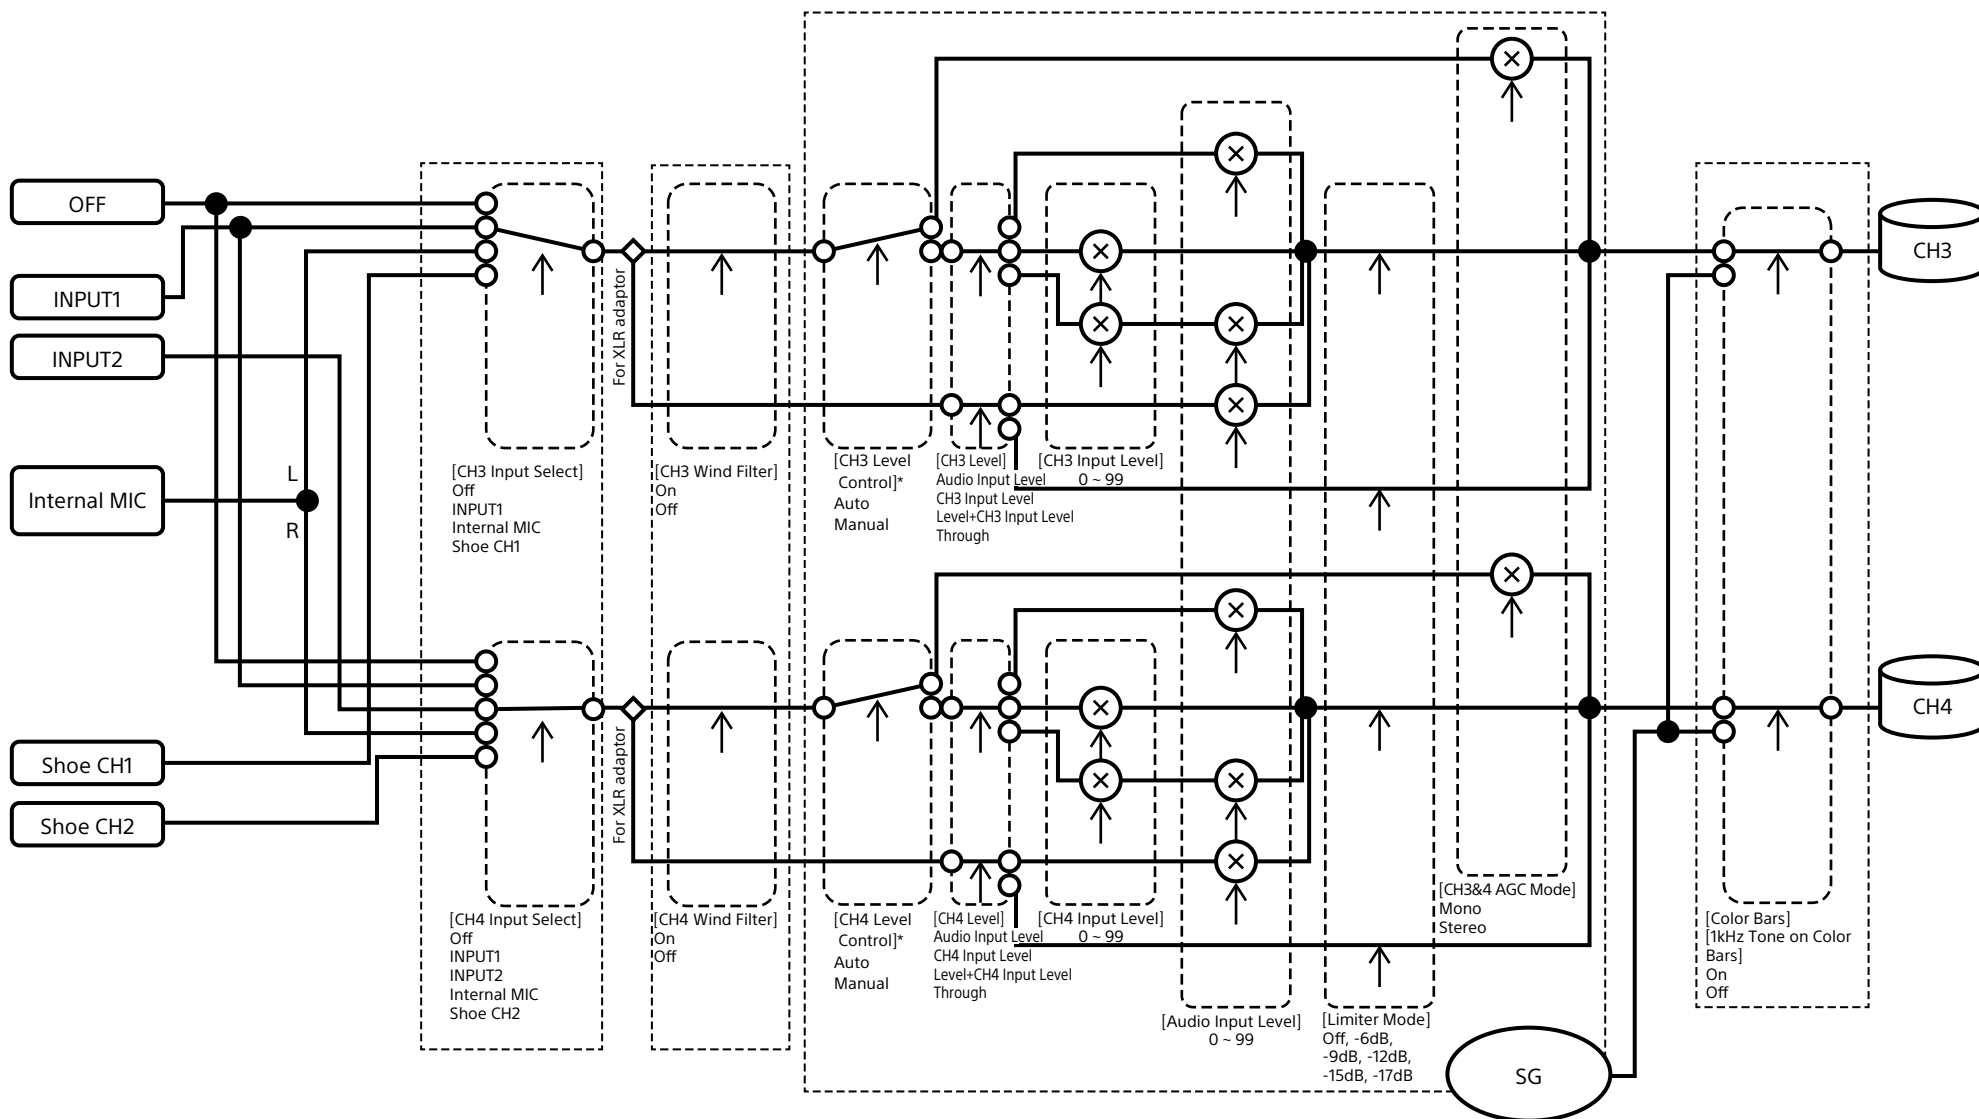 OFF
INPUT1
INPUT2
Internal MIC
L
R
Shoe CH1
Shoe CH2
[CH3 Input Select]
Off
INPUT1
Internal MIC
Shoe CH1
For XLR adaptor
[CH3 Wind Filter]
On
Off
[CH3 Level
Control]*
Auto
Manual
[CH3 Level]
Audio Input Level
CH3 Input Level
Level+CH3 Input Level
Through
[CH3 Input Level]
0 ~ 99
CH3
[CH4 Input Select]
Off
INPUT1
INPUT2
Internal MIC
Shoe CH2
For XLR adaptor
[CH4 Wind Filter]
On
Off
[CH4 Level
Control]*
Auto
Manual
[CH4 Level]
Audio Input Level
CH4 Input Level
Level+CH4 Input Level
Through
[CH4 Input Level]
0 ~ 99
[Audio Input Level]
0 ~ 99
[Limiter Mode]
Off, -6dB,
-9dB, -12dB,
-15dB, -17dB
[CH3&4 AGC Mode]
Mono
Stereo
SG
[Color Bars]
[1kHz Tone on Color
Bars]
On
Off
CH4